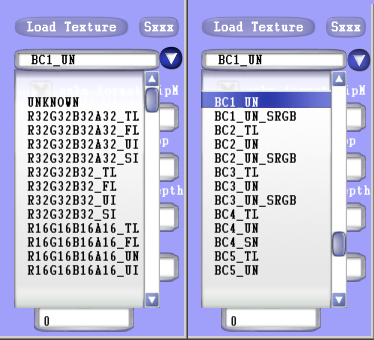 Load Texture Sxxx
BC1_UN
UNKNOWN
R32G32B32A32_TL
R32G32B32A32_FL
R32G32B32A32_UI
R32G32B32A32_SI
R32G32B32_TL
R32G32B32_FL
R32G32B32_UI
R32G32B32_SI
R16G16B16A16_TL
R16G16B16A16_FL
R16G16B16A16_UN
R16G16B16A16_UI
0
Load Texture Sxxx
BC1_UN
BC1_UN
BC1_UN_SRGB
BC2_TL
BC2_UN
BC2_UN_SRGB
BC3_TL
BC3_UN
BC3_UN_SRGB
BC4_TL
BC4_UN
BC4_SN
BC5_TL
BC5_UN
0